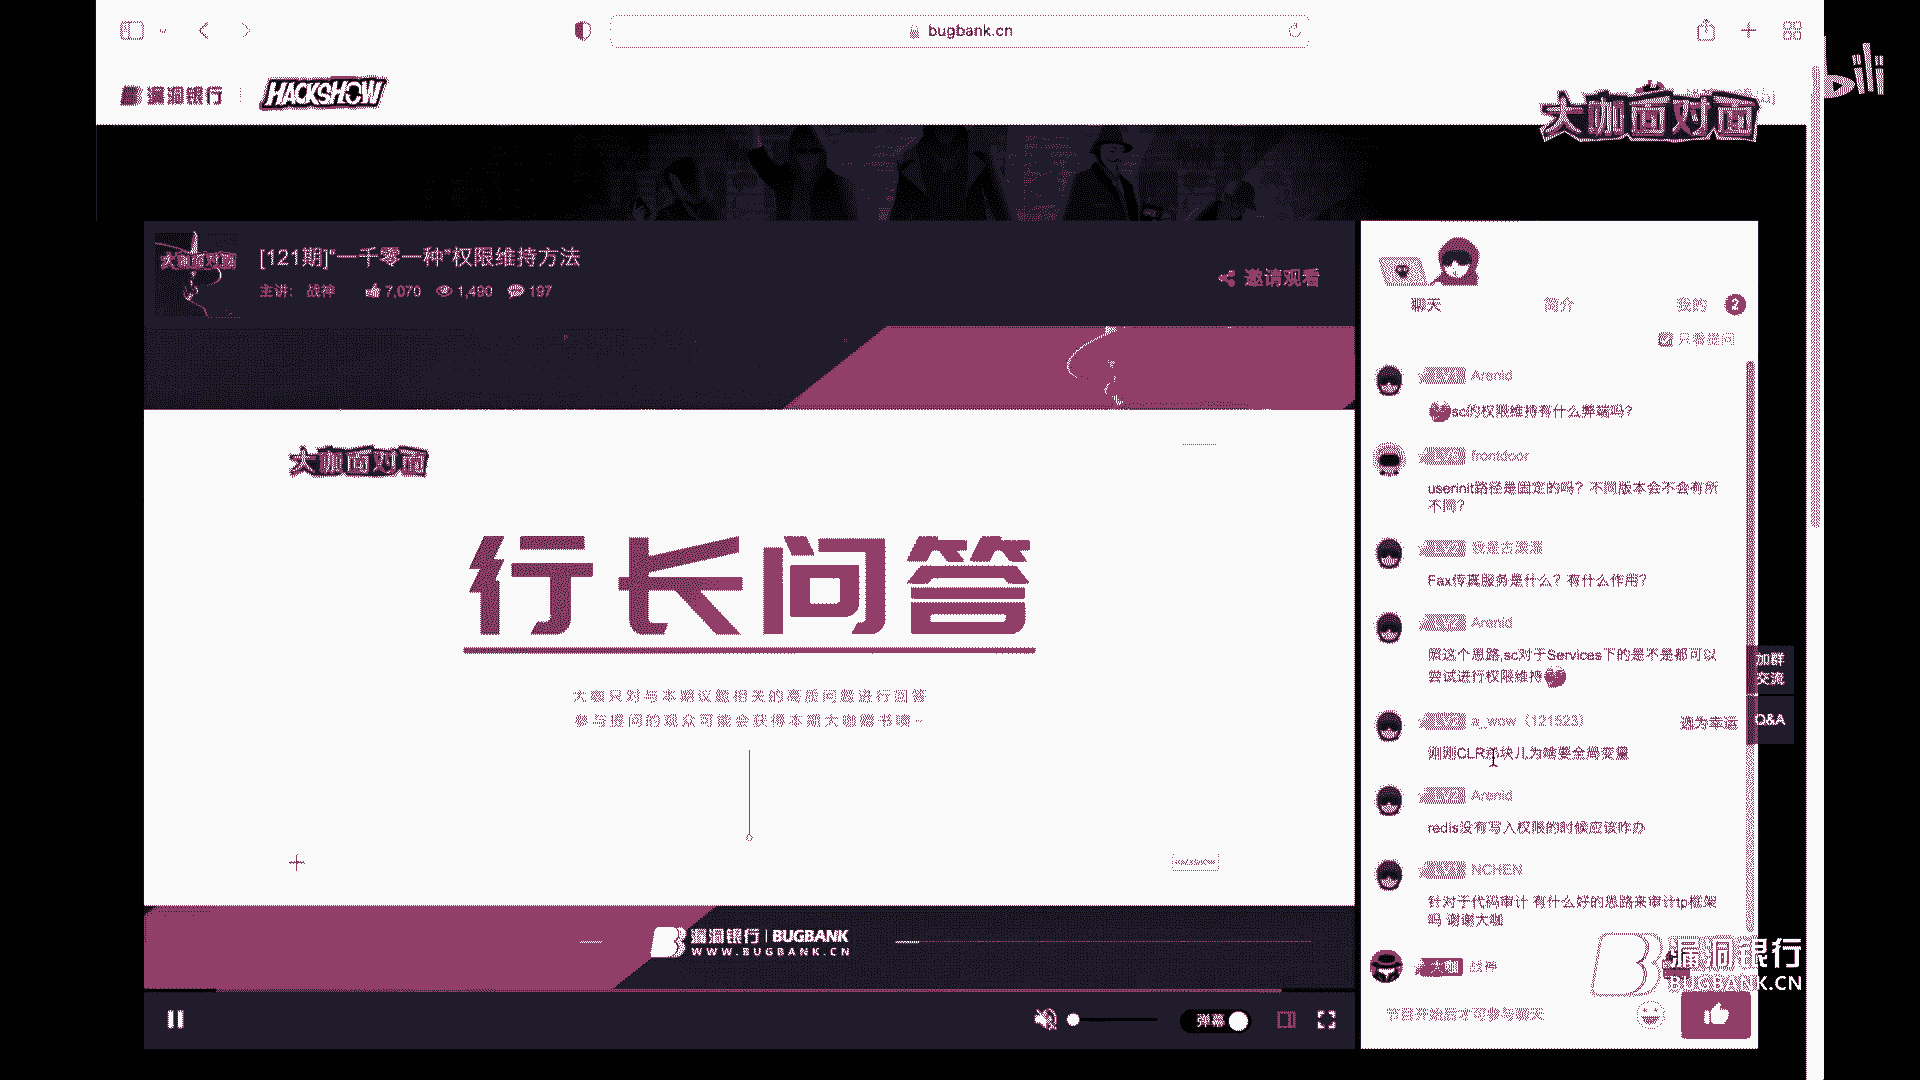 bugbank.cn
漏洞银行
HACKSHOW
bili
大咖面对面
大咖面对面
[121期]“一千零一种”权限维持方法
主讲： 战神 7,070 1,490 197
邀请观看
大咖面对面
行长问答
大咖只对与本期议题相关的高质问题进行回答
参与提问的观众可能会获得本期大咖赠书噢~
HACKSHOW
漏洞银行 | BUGBANK
WWW.BUGBANK.CN
弹幕
聊天 简介 我的 2
只看提问
Arenid
sc的权限维持有什么弊端吗?
frontdoor
userinit路径是固定的吗？不同版本会不会有所
不同?
Fax传真服务是什么？有什么作用?
Arenid
照这个思路,sc对于Services下的是不是都可以
尝试进行权限维持
a_wow（121523） 选为幸运
刚刚CLR那块儿为啥要全局变量
Arenid
redis没有写入权限的时候应该咋办
NCHEN
针对于代码审计 有什么好的思路来审计tp框架
吗 谢谢大咖
大咖 战神
节目开始后才可参与聊天
加群
交流
Q&A
漏洞银行
BUGBANK.CN